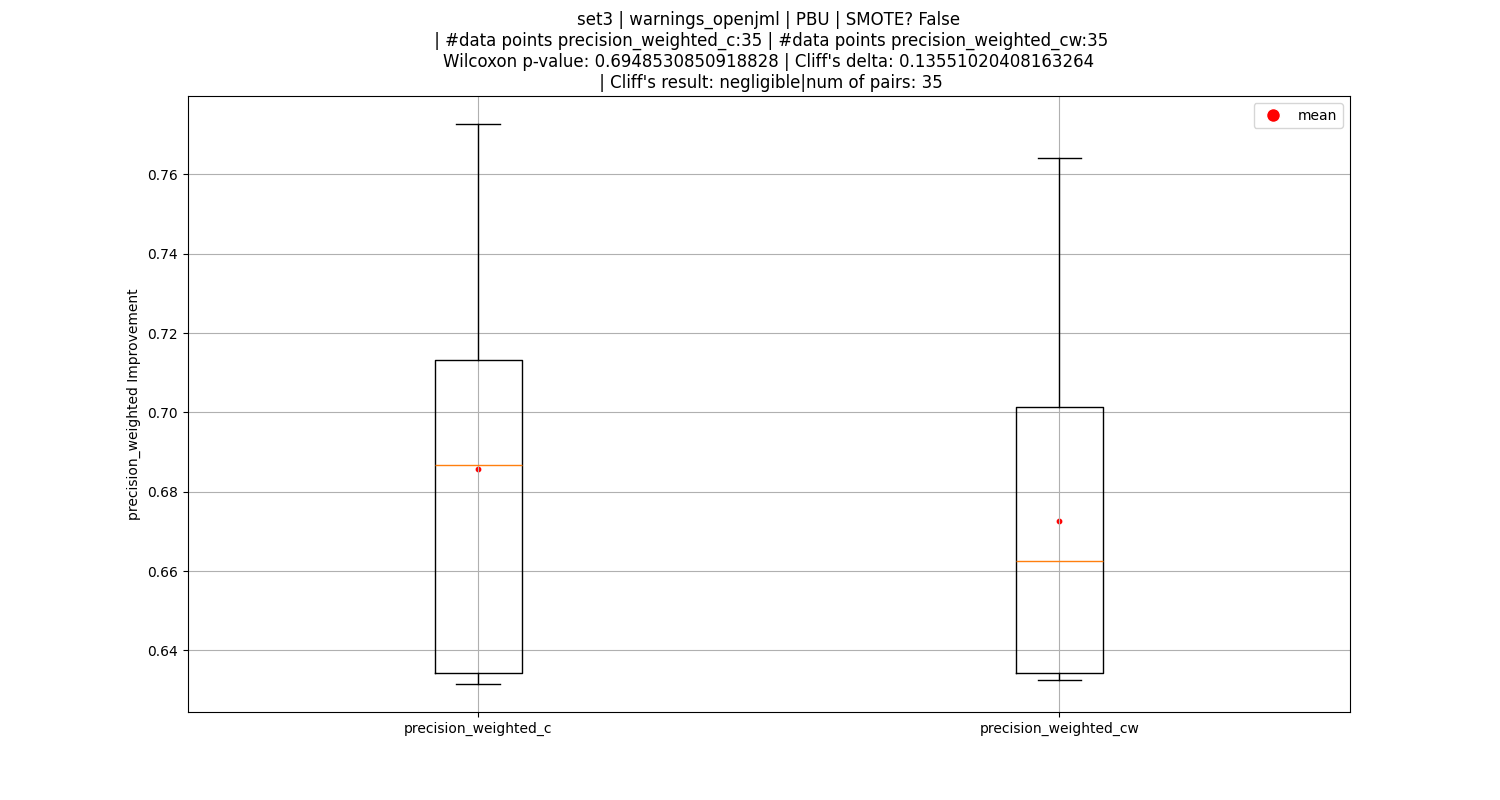 set3 | warnings_openjml | PBU | SMOTE? False
| #data points precision_weighted_c:35 | #data points precision_weighted_cw:35
Wilcoxon p-value: 0.6948530850918828 | Cliff's delta: 0.13551020408163264
| Cliff's result: negligible|num of pairs: 35
mean
0.76
0.74
0.72
0.70
0.68
0.66
0.64
precision_weighted Improvement
precision_weighted_c
precision_weighted_cw